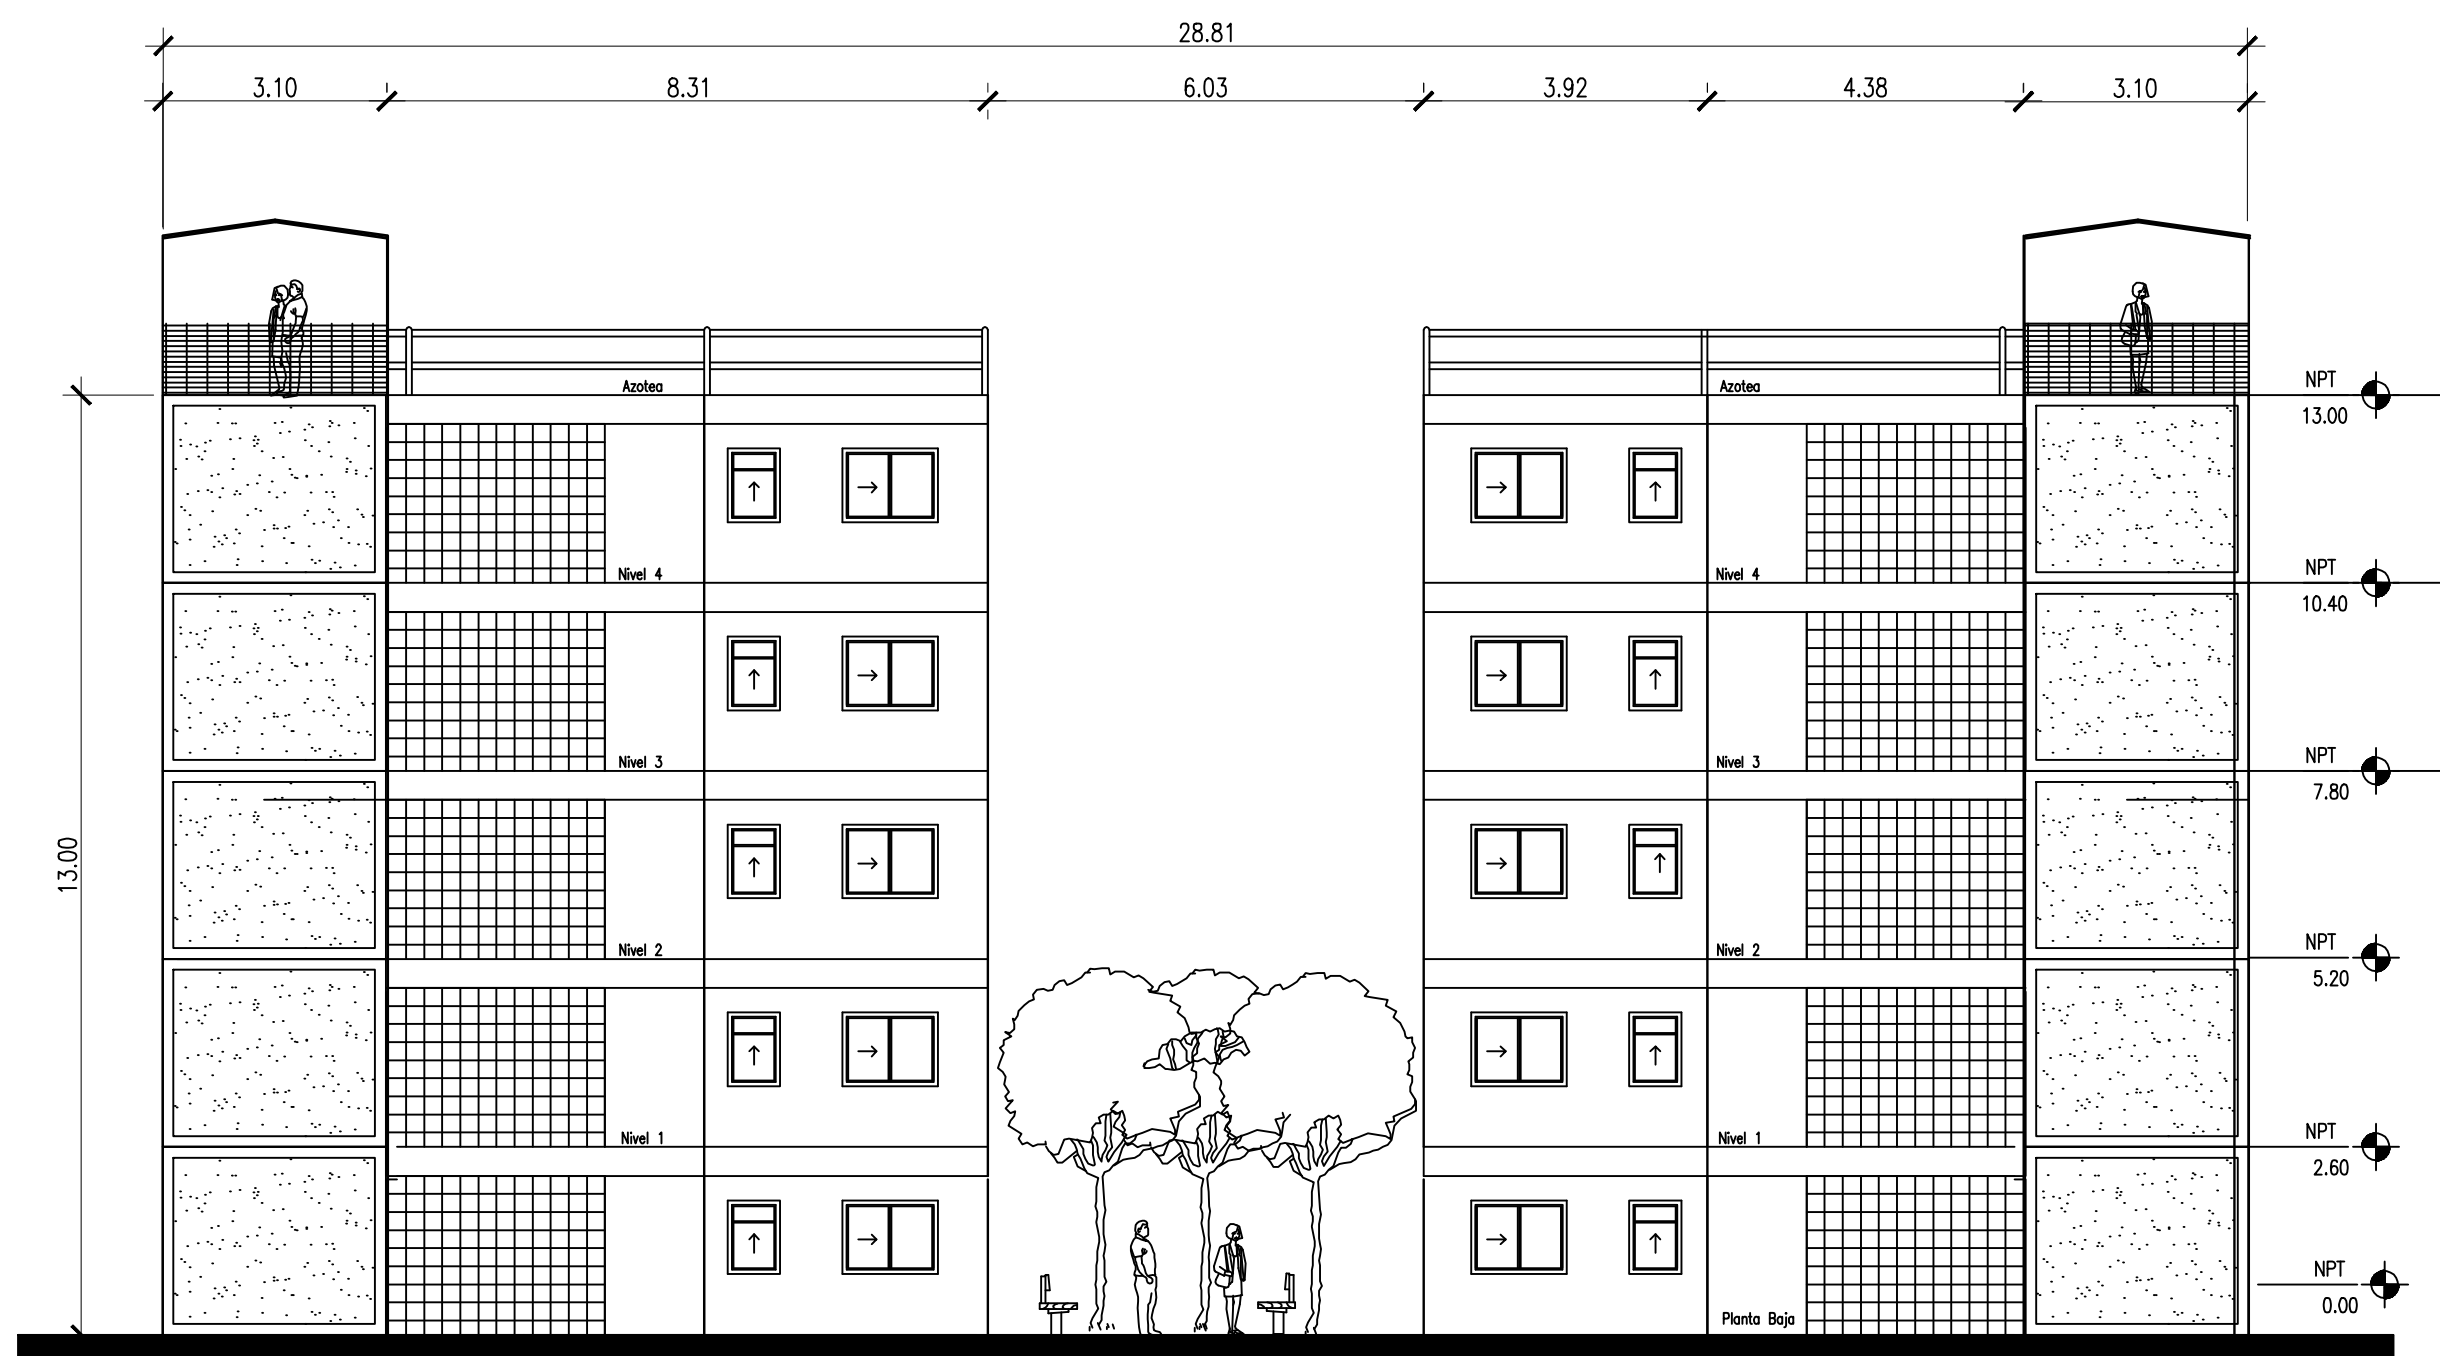 28.81
3.10 8.31 6.03 3.92 4.38 3.10
Azotea Azotea NPT
13.00
Nivel 4 Nivel 4 NPT
10.40
Nivel 3 Nivel 3 NPT
7.80
13.00
Nivel 2 Nivel 2 NPT
5.20
Nivel 1 Nivel 1 NPT
2.60
NPT
0.00
Planta Baja